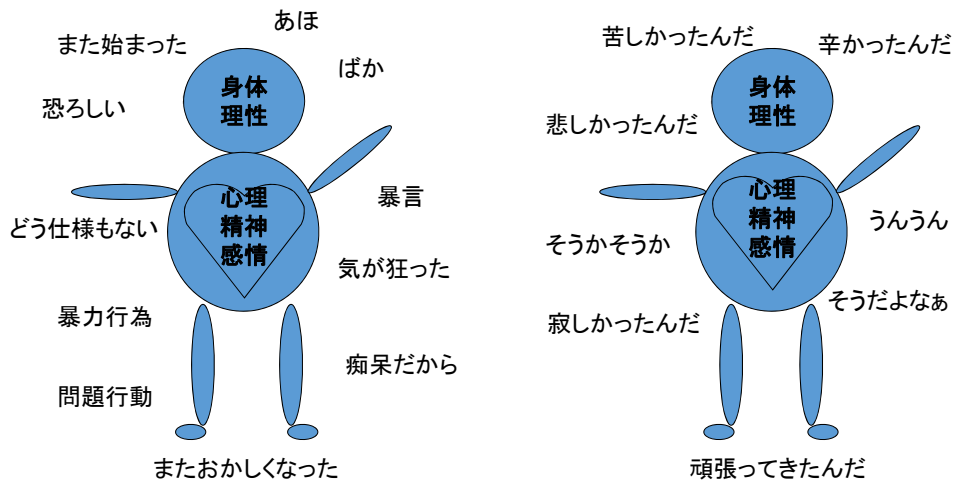 あほ
また始まった
ばか
身体
理性
恐ろしい
暴言
心理
精神
感情
どう仕様もない
気が狂った
暴力行為
痴呆だから
問題行動
またおかしくなった
苦しかったんだ
辛かったんだ
身体
理性
悲しかったんだ
心理
精神
感情
うんうん
そうかそうか
そうだよなぁ
寂しかったんだ
頑張ってきたんだ